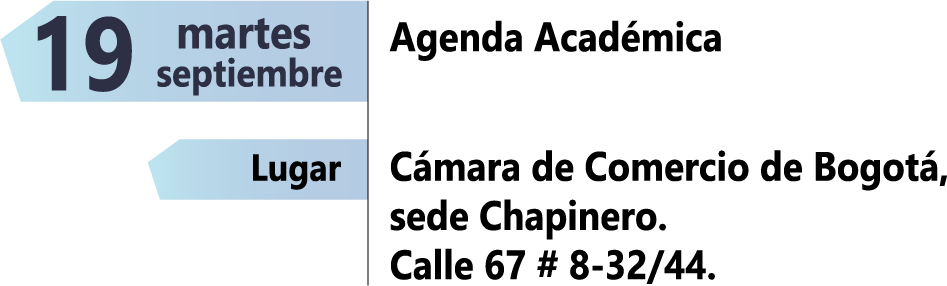 19 martes septiembre
Agenda Académica
Lugar
Cámara de Comercio de Bogotá,
sede Chapinero.
Calle 67 # 8-32/44.